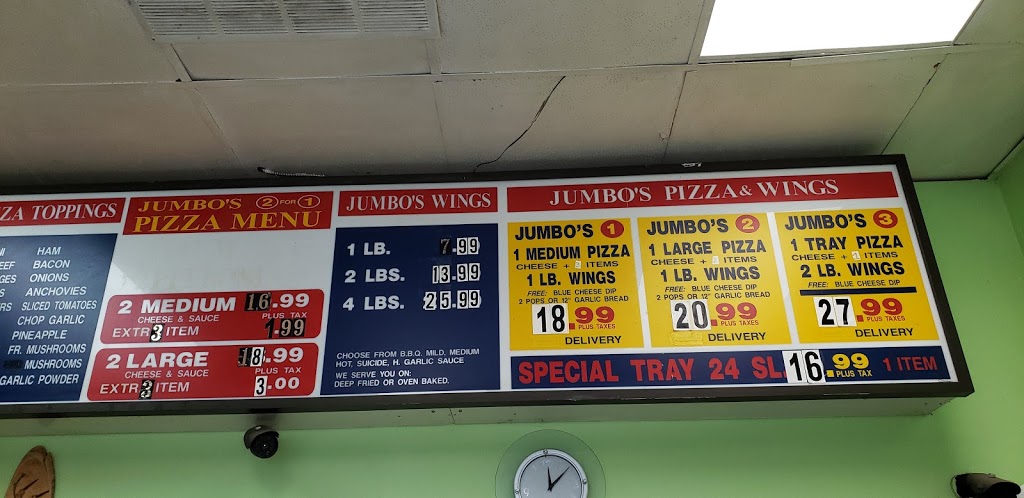 ZA TOPPINGS
HAM
BACON
ONIONS
ANCHOVIES
SLICED TOMATOES
CHOP GARLIC
PINEAPPLE
FR. MUSHROOMS
MUSHROOMS
GARLIC POWDER
JUMBO'S 2 FOR 1
PIZZA MENU
2 MEDIUM 16.99
CHEESE & SAUCE PLUS TAX
EXTR 3 ITEM 1.99
2 LARGE 18.99
CHEESE & SAUCE PLUS TAX
EXTR 3 ITEM 3.00
JUMBO'S WINGS
1 LB. 7.99
2 LBS. 13.99
4 LBS. 25.99
CHOOSE FROM B.B.Q. MILD, MEDIUM
HOT, SUICIDE, H. GARLIC SAUCE
WE SERVE YOU ON:
DEEP FRIED OR OVEN BAKED.
JUMBO'S PIZZA & WINGS
JUMBO'S 1
1 MEDIUM PIZZA
CHEESE + ITEMS
1 LB. WINGS
FREE: BLUE CHEESE DIP
2 POPS OR 12" GARLIC BREAD
18.99
PLUS TAXES
DELIVERY
JUMBO'S 2
1 LARGE PIZZA
CHEESE + ITEMS
1 LB. WINGS
FREE: BLUE CHEESE DIP
2 POPS OR 12" GARLIC BREAD
20.99
PLUS TAXES
DELIVERY
JUMBO'S 3
1 TRAY PIZZA
CHEESE + ITEMS
2 LB. WINGS
FREE: BLUE CHEESE DIP
27.99
PLUS TAXES
DELIVERY
SPECIAL TRAY 24 SL 16.99 PLUS TAX 1 ITEM